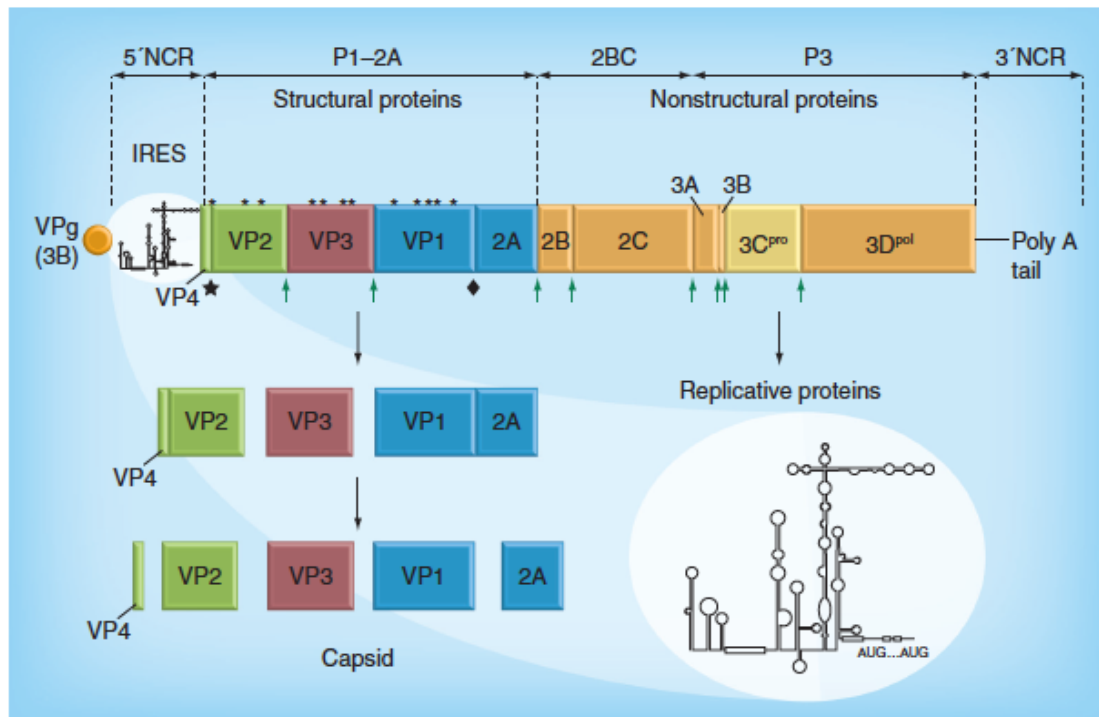 5´NCR P1–2A 2BC P3 3´NCR
Structural proteins Nonstructural proteins
IRES
3A 3B
VPg
(3B)
* * * ** ** * *** *
VP2 VP3 VP1 2A 2B 2C 3Cpro 3Dpol
Poly A
tail
VP4 ★ ◆
Replicative proteins
VP2 VP3 VP1 2A
VP4
VP2 VP3 VP1 2A
VP4
AUG...AUG
Capsid